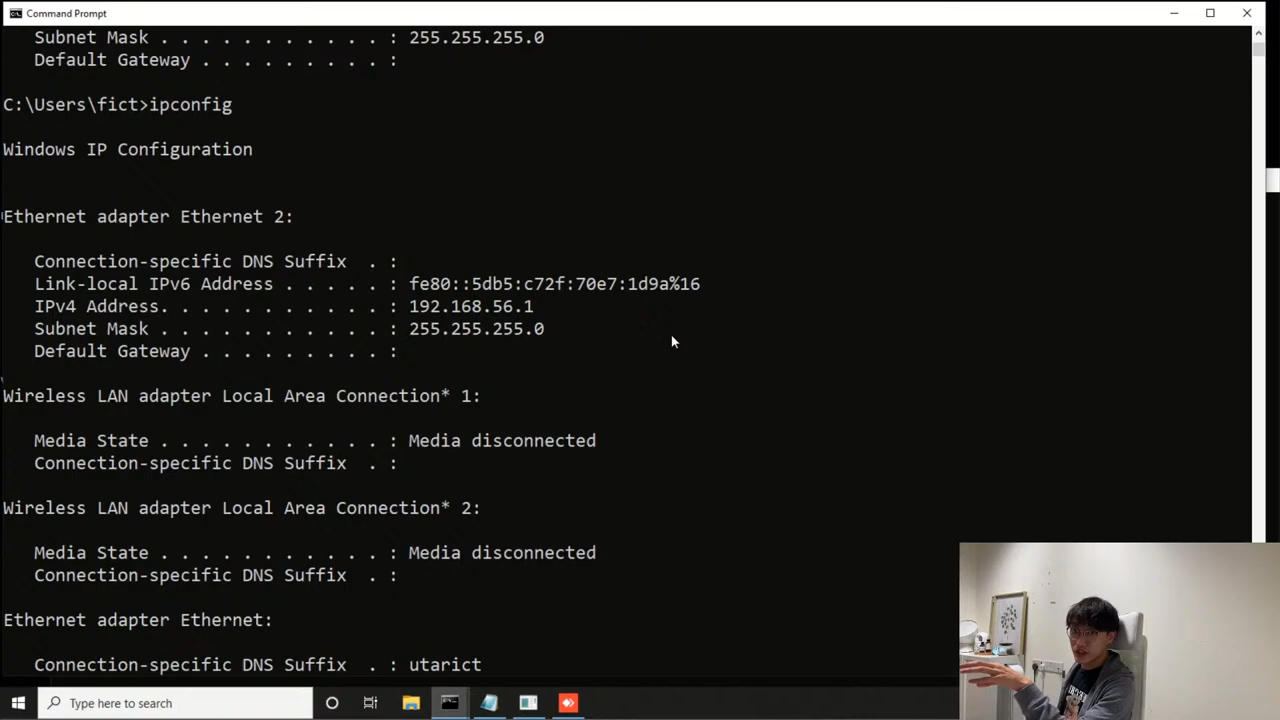 Command Prompt
Subnet Mask . . . . . . . . . . . : 255.255.255.0
Default Gateway . . . . . . . . . :
C:\Users\fict>ipconfig
Windows IP Configuration
Ethernet adapter Ethernet 2:
Connection-specific DNS Suffix  . :
Link-local IPv6 Address . . . . . : fe80::5db5:c72f:70e7:1d9a%16
IPv4 Address. . . . . . . . . . . : 192.168.56.1
Subnet Mask . . . . . . . . . . . : 255.255.255.0
Default Gateway . . . . . . . . . :
Wireless LAN adapter Local Area Connection* 1:
Media State . . . . . . . . . . . : Media disconnected
Connection-specific DNS Suffix  . :
Wireless LAN adapter Local Area Connection* 2:
Media State . . . . . . . . . . . : Media disconnected
Connection-specific DNS Suffix  . :
Ethernet adapter Ethernet:
Connection-specific DNS Suffix  . : utarict
Type here to search